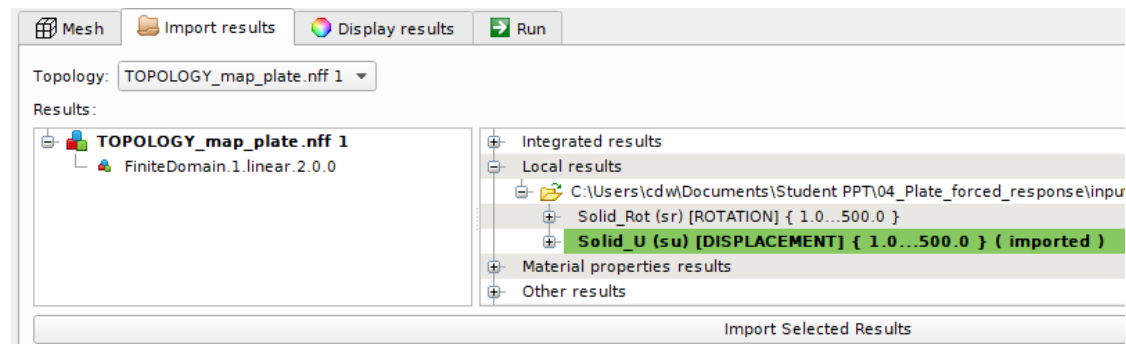 Mesh Import results Display results Run
Topology: TOPOLOGY_map_plate.nff 1
Results:
TOPOLOGY_map_plate.nff 1
FiniteDomain.1.linear.2.0.0
Integrated results
Local results
C:\Users\cdw\Documents\Student PPT\04_Plate_forced_response\input
Solid_Rot (sr) [ROTATION] { 1.0...500.0 }
Solid_U (su) [DISPLACEMENT] { 1.0...500.0 } ( imported )
Material properties results
Other results
Import Selected Results